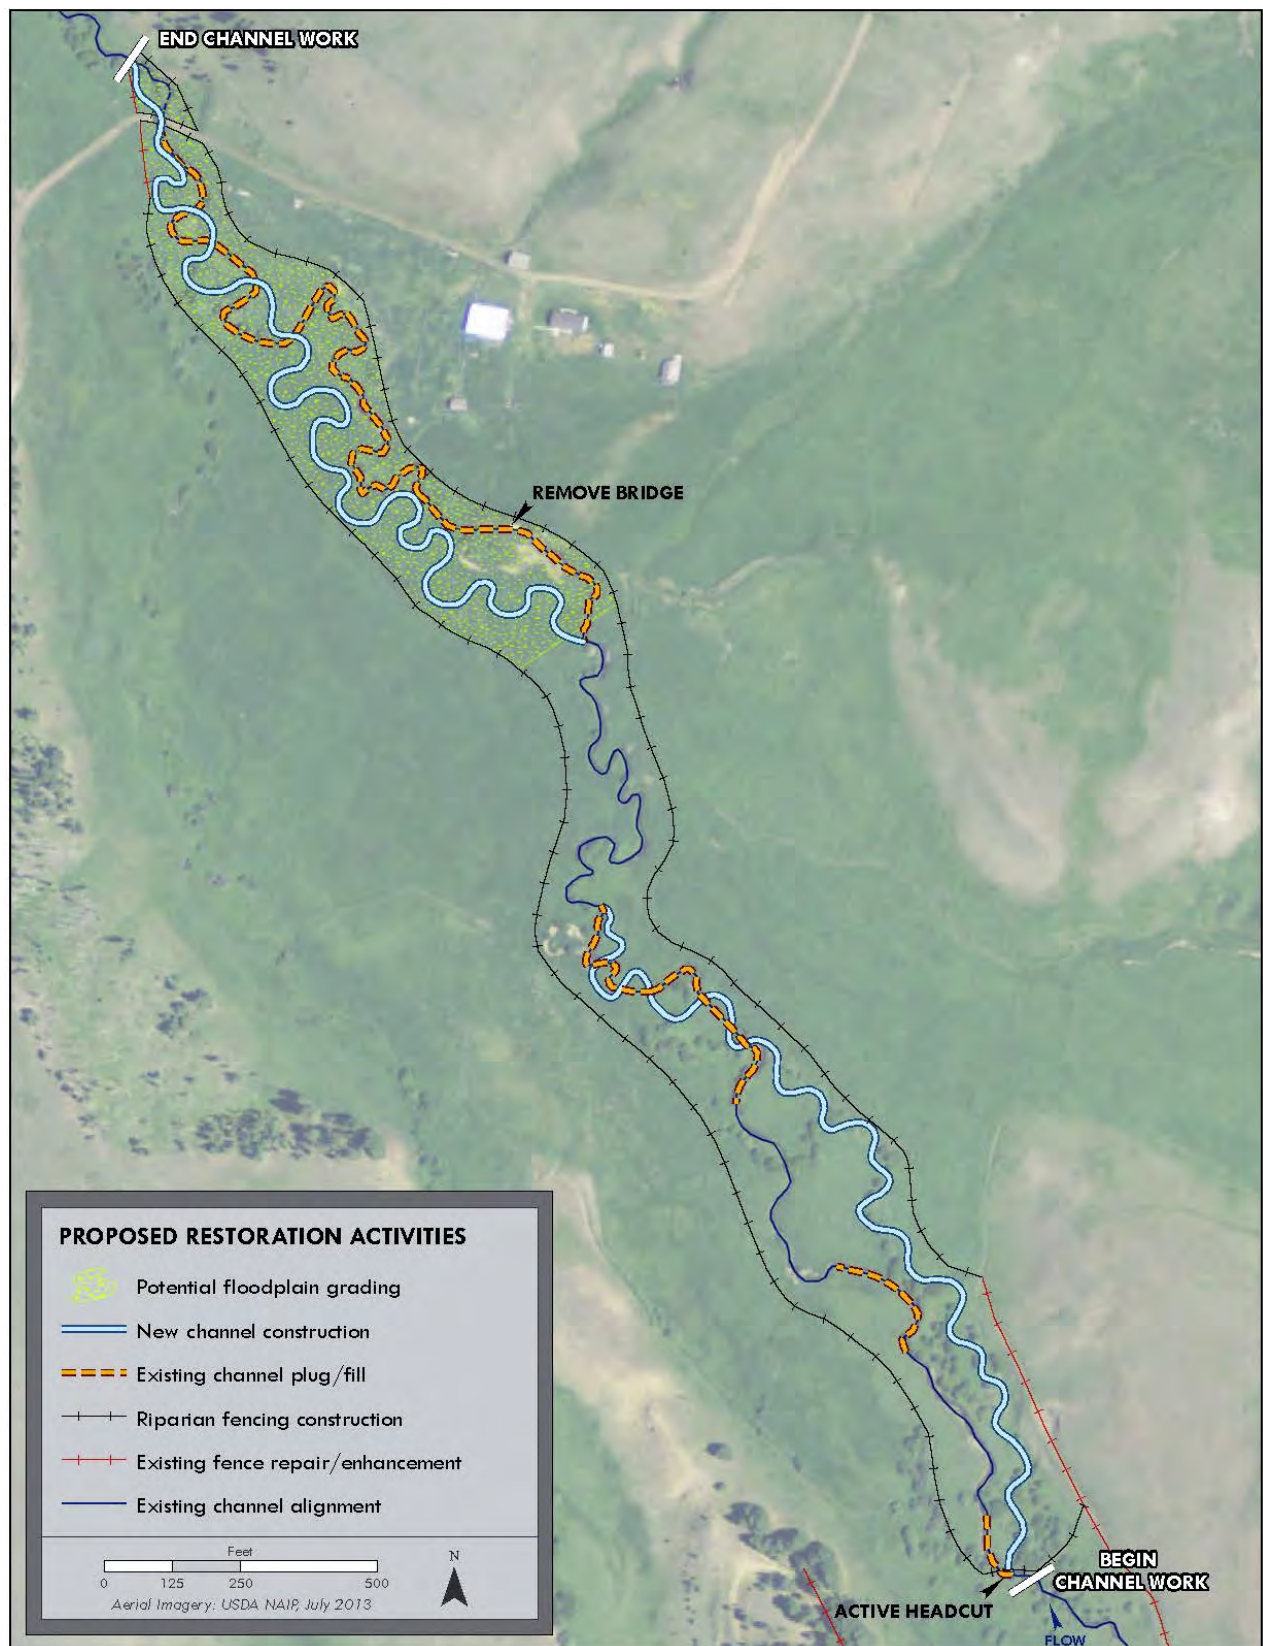 END CHANNEL WORK
REMOVE BRIDGE
PROPOSED RESTORATION ACTIVITIES
Potential floodplain grading
New channel construction
Existing channel plug/fill
Riparian fencing construction
Existing fence repair/enhancement
Existing channel alignment
Feet
0 125 250 500
Aerial Imagery: USDA NAIP, July 2013
N
BEGIN
CHANNEL WORK
ACTIVE HEADCUT
FLOW